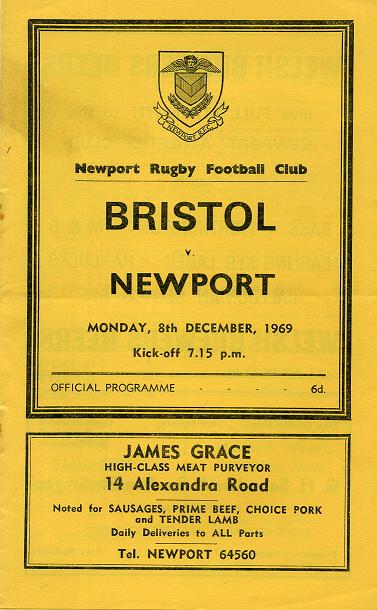 NEWPORT R.F.C.
Newport Rugby Football Club
BRISTOL
v.
NEWPORT
MONDAY, 8th DECEMBER, 1969
Kick-off 7.15 p.m.
OFFICIAL PROGRAMME - - - - 6d.
JAMES GRACE
HIGH-CLASS MEAT PURVEYOR
14 Alexandra Road
Noted for SAUSAGES, PRIME BEEF, CHOICE PORK
and TENDER LAMB
Daily Deliveries to ALL Parts
Tel. NEWPORT 64560